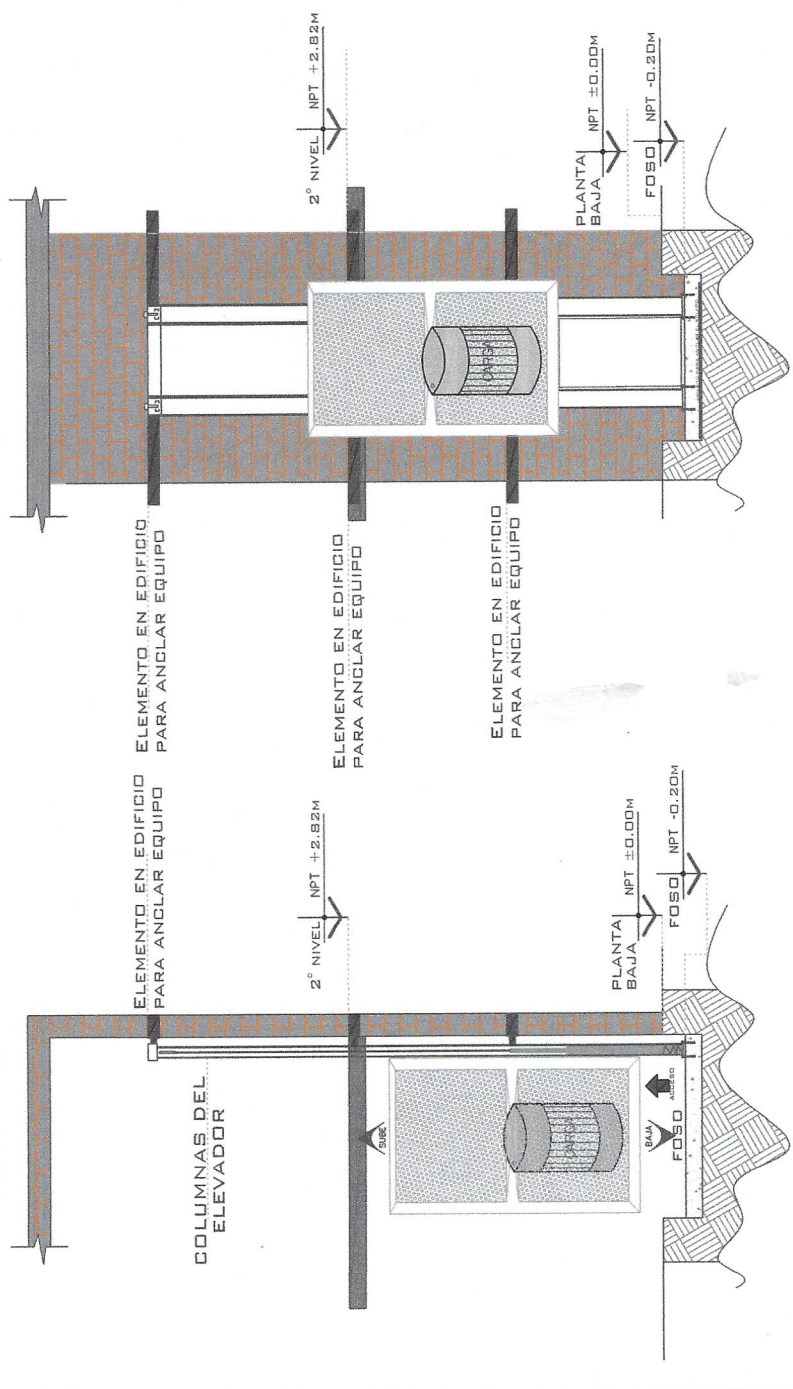 COLUMNAS DEL
ELEVADOR
ELEMENTO EN EDIFICIO
PARA ANCLAR EQUIPO
2° NIVEL NPT +2.82M
PLANTA
BAJA
NPT ±0.00M
FOSO NPT -0.20M
SUBE
CARGA
BAJA
ACCESO
FOSO
ELEMENTO EN EDIFICIO
PARA ANCLAR EQUIPO
ELEMENTO EN EDIFICIO
PARA ANCLAR EQUIPO
ELEMENTO EN EDIFICIO
PARA ANCLAR EQUIPO
CARGA
2° NIVEL NPT +2.82M
PLANTA
BAJA
NPT ±0.00M
FOSO NPT -0.20M